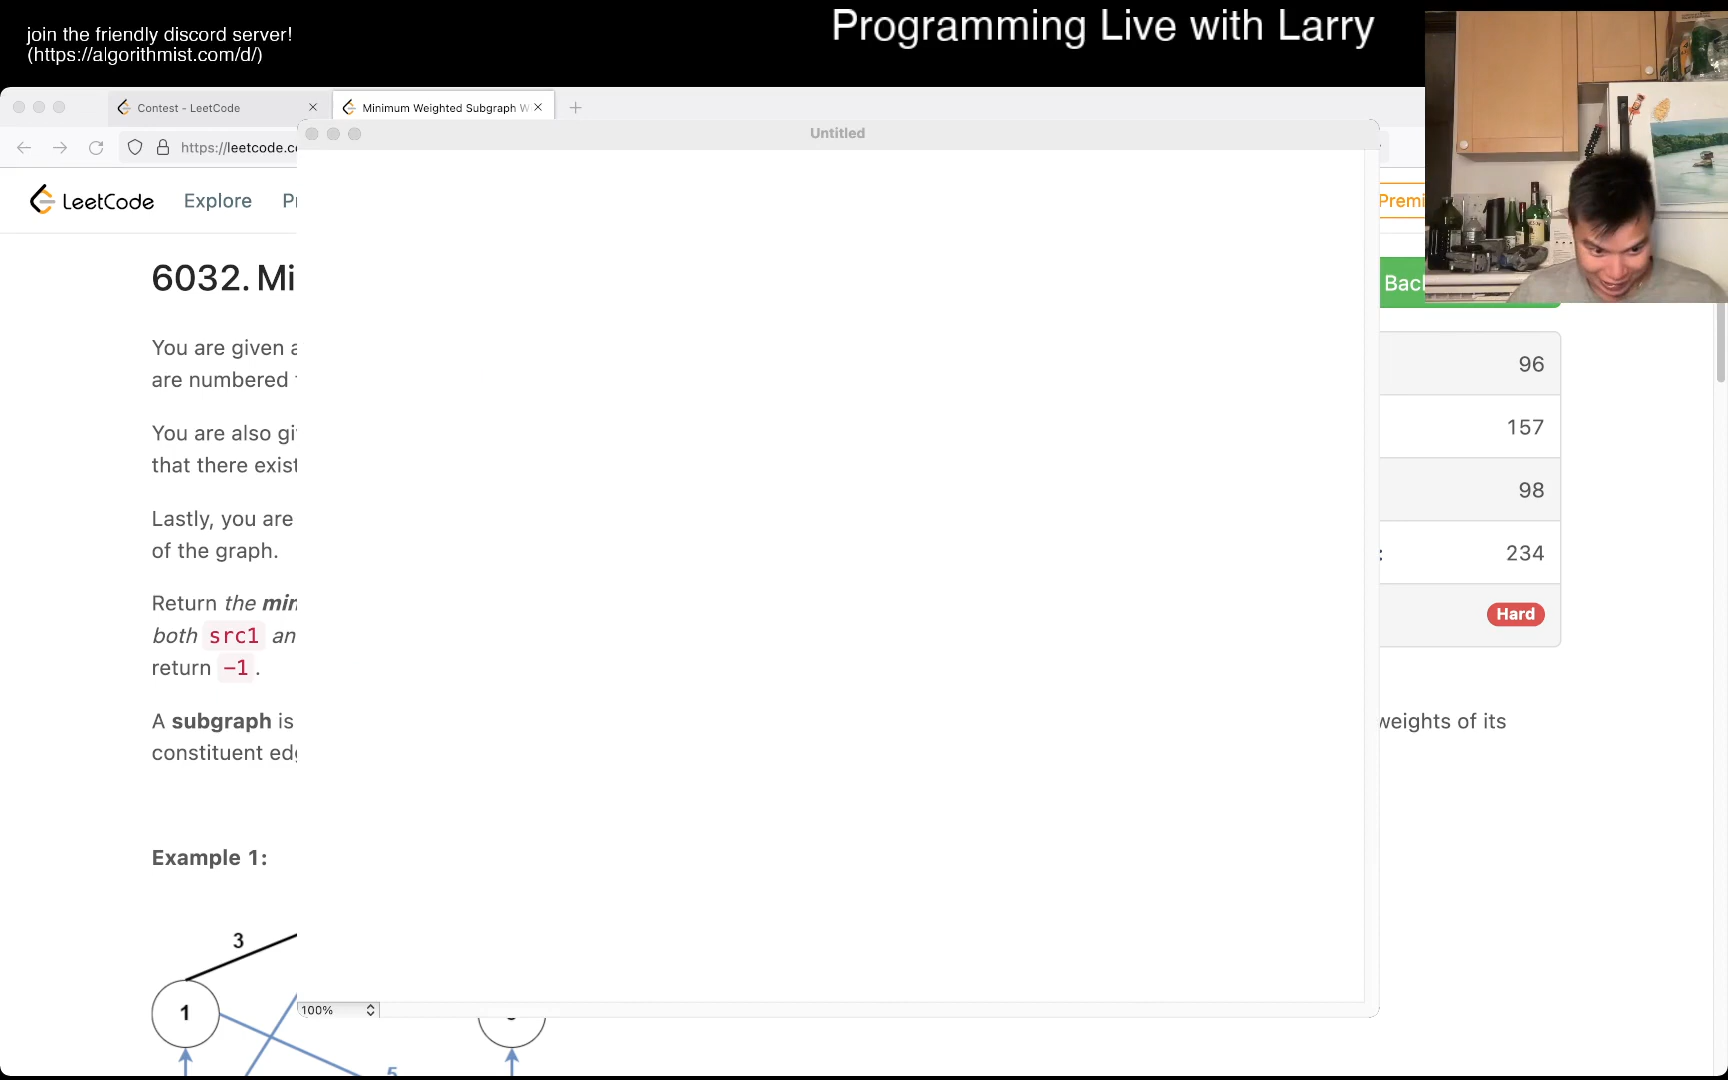 join the friendly discord server!
(https://algorithmist.com/d/)
Programming Live with Larry
Contest - LeetCode
Minimum Weighted Subgraph W
https://leetcode.c
Untitled
LeetCode
Explore
Premi
6032. Mi
Bac
You are given
are numbered
96
You are also gi
that there exist
157
98
Lastly, you are
of the graph.
:
234
Return the min
both src1 an
return -1.
Hard
A subgraph is
weights of its
constituent ed
Example 1:
3
1
5
100%